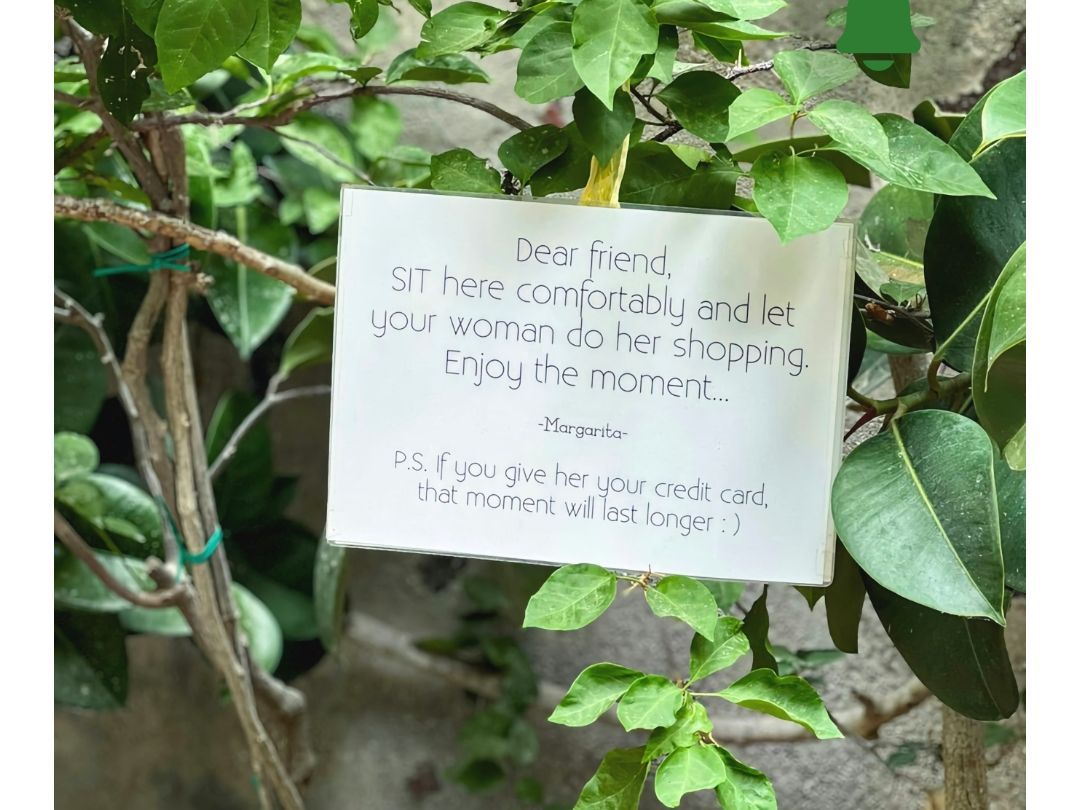 Dear friend,
SIT here comfortably and let
your woman do her shopping.
Enjoy the moment...
-Margarita-
P.S. If you give her your credit card,
that moment will last longer : )